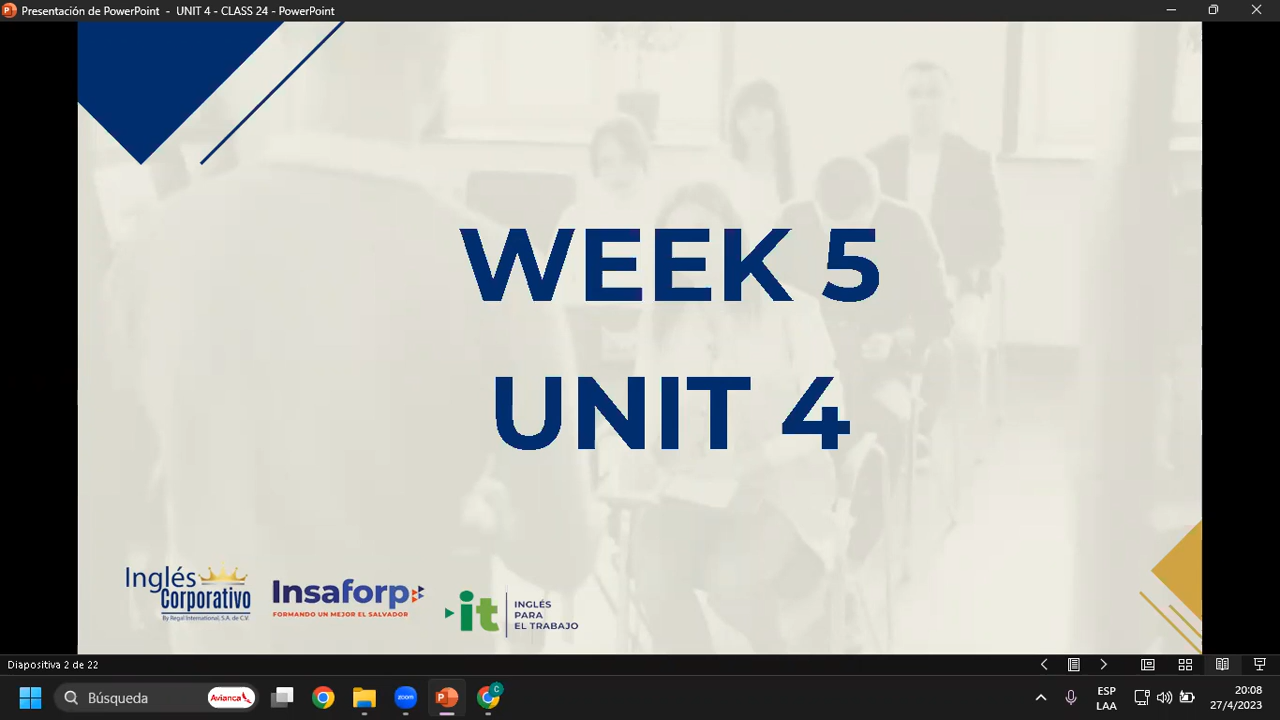 Presentación de PowerPoint - UNIT 4 - CLASS 24 - PowerPoint
WEEK 5
UNIT 4
Inglés
Corporativo
By Regal International, S.A. de C.V.
Insaforp
FORMANDO UN MEJOR EL SALVADOR
it
INGLÉS
PARA
EL TRABAJO
Diapositiva 2 de 22
Búsqueda
Avianca
zoom
C
ESP
LAA
20:08
27/4/2023